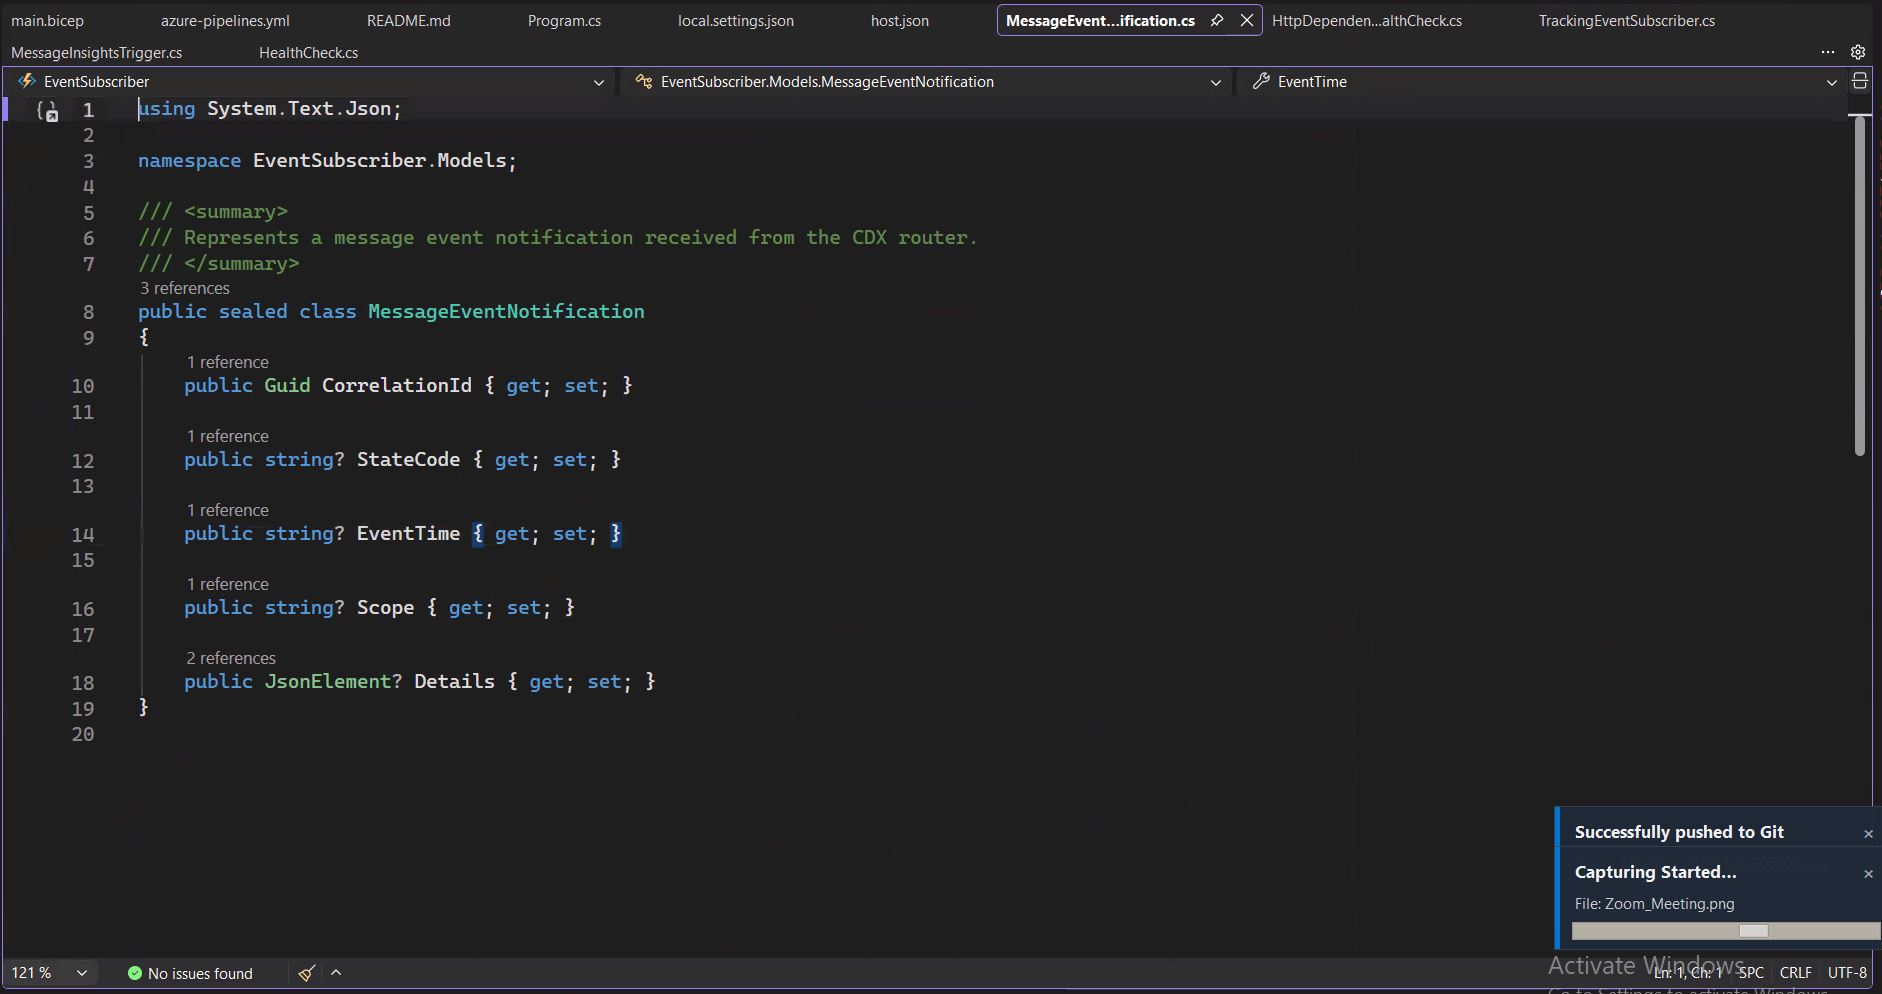 main.bicep azure-pipelines.yml README.md Program.cs local.settings.json host.json MessageEvent...ification.cs HttpDependen...althCheck.cs TrackingEventSubscriber.cs
MessageInsightsTrigger.cs HealthCheck.cs
EventSubscriber EventSubscriber.Models.MessageEventNotification EventTime
1 using System.Text.Json;
2
3 namespace EventSubscriber.Models;
4
5 /// <summary>
6 /// Represents a message event notification received from the CDX router.
7 /// </summary>
3 references
8 public sealed class MessageEventNotification
9 {
1 reference
10 public Guid CorrelationId { get; set; }
11
1 reference
12 public string? StateCode { get; set; }
13
1 reference
14 public string? EventTime { get; set; }
15
1 reference
16 public string? Scope { get; set; }
17
2 references
18 public JsonElement? Details { get; set; }
19 }
20
Successfully pushed to Git
Capturing Started...
File: Zoom_Meeting.png
Activate Windows
121 % No issues found Ln: 1, Ch: 1 SPC CRLF UTF-8
Go to Settings to activate Windows.